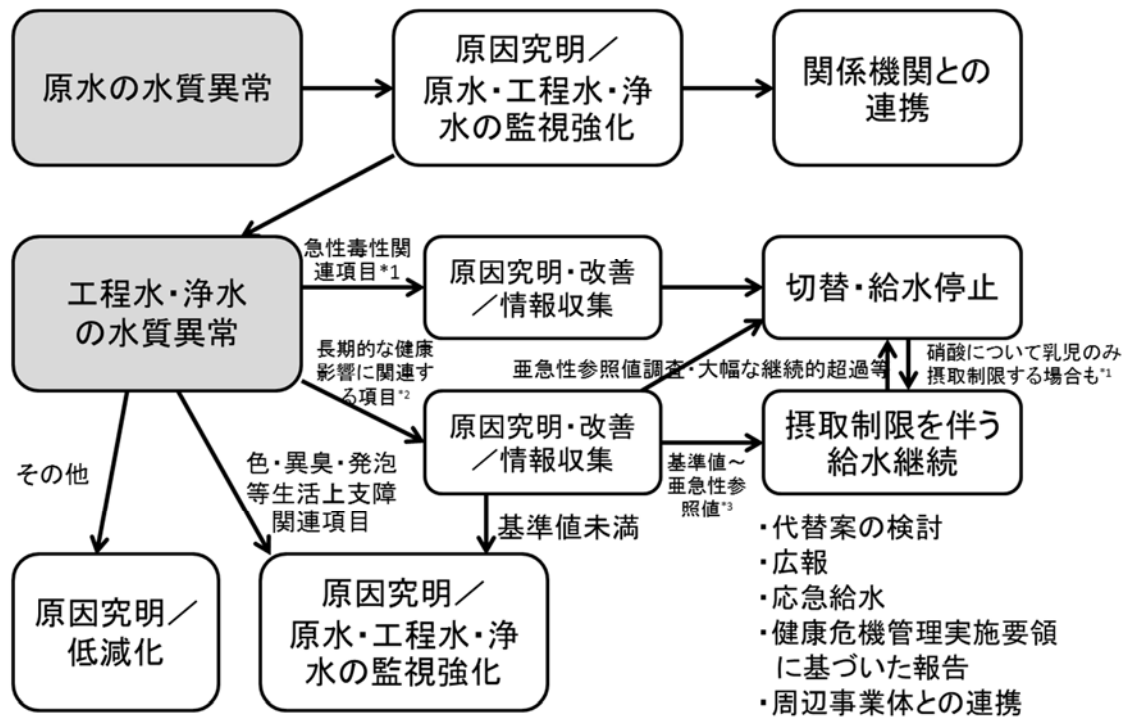 原水の水質異常
原因究明／
原水・工程水・浄
水の監視強化
関係機関との
連携
工程水・浄水
の水質異常
急性毒性関
連項目*1
原因究明・改善
／情報収集
切替・給水停止
長期的な健康
影響に関連す
る項目*2
亜急性参照値調査・大幅な継続的超過等
硝酸について乳児のみ
摂取制限する場合も*1
原因究明・改善
／情報収集
基準値～
亜急性参
照値*3
摂取制限を伴う
給水継続
その他
色・異臭・発泡
等生活上支障
関連項目
基準値未満
原因究明／
低減化
原因究明／
原水・工程水・浄
水の監視強化
・代替案の検討
・広報
・応急給水
・健康危機管理実施要領
に基づいた報告
・周辺事業体との連携